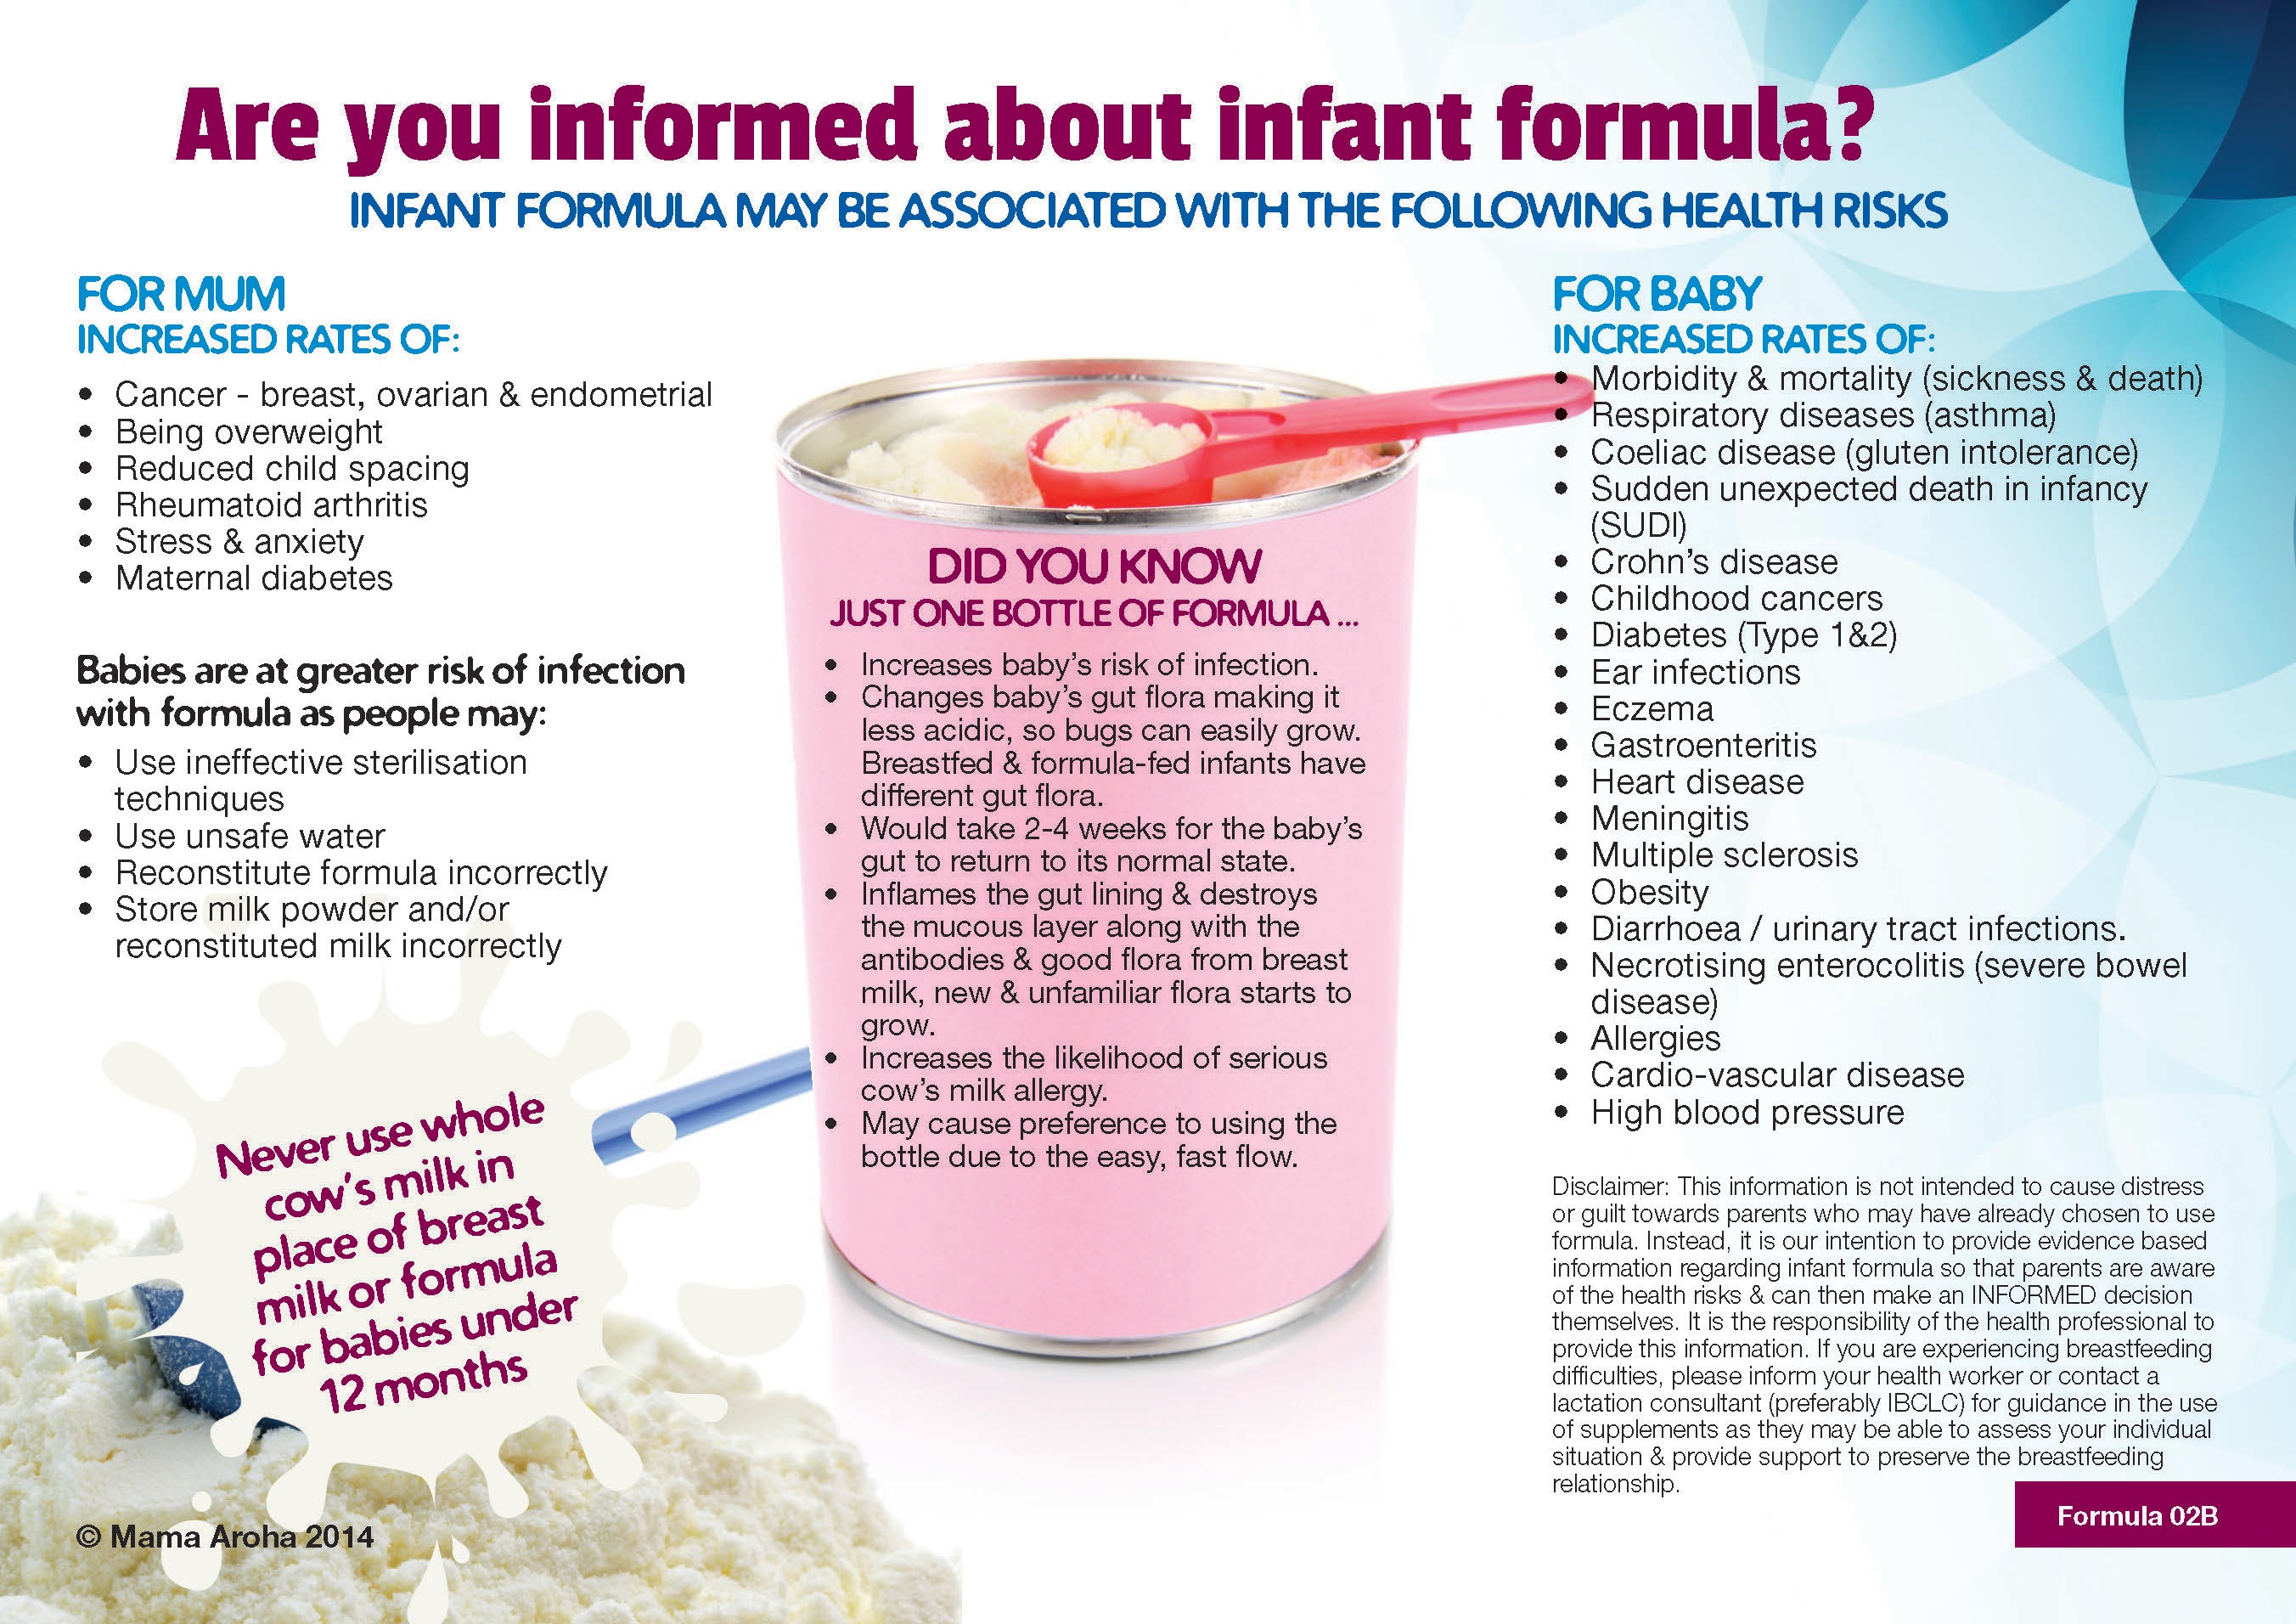 Are you informed about infant formula?
INFANT FORMULA MAY BE ASSOCIATED WITH THE FOLLOWING HEALTH RISKS
FOR MUM
INCREASED RATES OF:
• Cancer - breast, ovarian & endometrial
• Being overweight
• Reduced child spacing
• Rheumatoid arthritis
• Stress & anxiety
• Maternal diabetes
Babies are at greater risk of infection
with formula as people may:
• Use ineffective sterilisation
techniques
• Use unsafe water
• Reconstitute formula incorrectly
• Store milk powder and/or
reconstituted milk incorrectly
Never use whole
cow's milk in
place of breast
milk or formula
for babies under
12 months
© Mama Aroha 2014
DID YOU KNOW
JUST ONE BOTTLE OF FORMULA ...
• Increases baby's risk of infection.
• Changes baby's gut flora making it
less acidic, so bugs can easily grow.
Breastfed & formula-fed infants have
different gut flora.
• Would take 2-4 weeks for the baby's
gut to return to its normal state.
• Inflames the gut lining & destroys
the mucous layer along with the
antibodies & good flora from breast
milk, new & unfamiliar flora starts to
grow.
• Increases the likelihood of serious
cow's milk allergy.
• May cause preference to using the
bottle due to the easy, fast flow.
FOR BABY
INCREASED RATES OF:
• Morbidity & mortality (sickness & death)
• Respiratory diseases (asthma)
• Coeliac disease (gluten intolerance)
• Sudden unexpected death in infancy
(SUDI)
• Crohn's disease
• Childhood cancers
• Diabetes (Type 1&2)
• Ear infections
• Eczema
• Gastroenteritis
• Heart disease
• Meningitis
• Multiple sclerosis
• Obesity
• Diarrhoea / urinary tract infections.
• Necrotising enterocolitis (severe bowel
disease)
• Allergies
• Cardio-vascular disease
• High blood pressure
Disclaimer: This information is not intended to cause distress
or guilt towards parents who may have already chosen to use
formula. Instead, it is our intention to provide evidence based
information regarding infant formula so that parents are aware
of the health risks & can then make an INFORMED decision
themselves. It is the responsibility of the health professional to
provide this information. If you are experiencing breastfeeding
difficulties, please inform your health worker or contact a
lactation consultant (preferably IBCLC) for guidance in the use
of supplements as they may be able to assess your individual
situation & provide support to preserve the breastfeeding
relationship.
Formula 02B